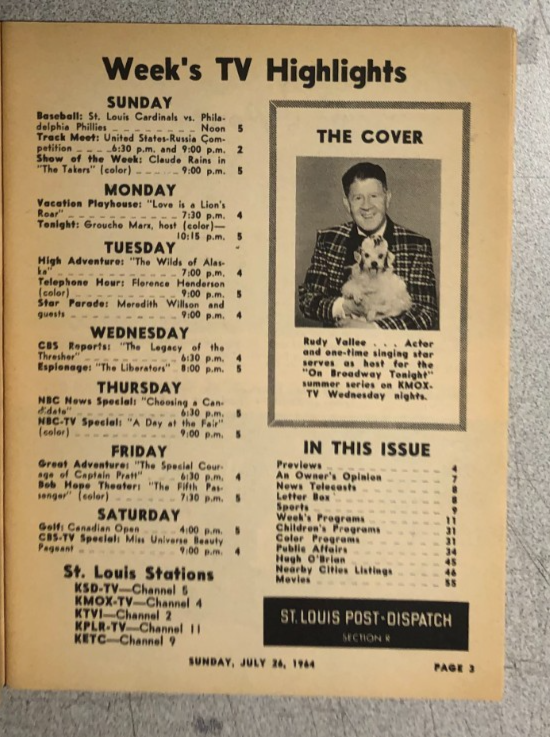 Week's TV Highlights
SUNDAY
Baseball: St. Louis Cardinals vs. Phila-
delphia Phillies _ _ _ _ _ _ _ _ Noon 5
Track Meet: United States-Russia Com-
petition _ _ _ _ 6:30 p.m. and 9:00 p.m. 2
Show of the Week: Claude Rains in
"The Takers" (color) _ _ _ _ 9:00 p.m. 5
MONDAY
Vacation Playhouse: "Love is a Lion's
Roar" _ _ _ _ _ _ _ _ 7:30 p.m. 4
Tonight: Groucho Marx, host (color)—
10:15 p.m. 5
TUESDAY
High Adventure: "The Wilds of Alas-
ka" _ _ _ _ _ _ _ _ 7:00 p.m. 4
Telephone Hour: Florence Henderson
(color) _ _ _ _ _ _ _ _ 9:00 p.m. 5
Star Parade: Meredith Willson and
guests _ _ _ _ _ _ _ _ 9:00 p.m. 4
WEDNESDAY
CBS Reports: "The Legacy of the
Thresher" _ _ _ _ _ _ _ _ 6:30 p.m. 4
Espionage: "The Liberators" _ 8:00 p.m. 5
THURSDAY
NBC News Special: "Choosing a Can-
didate" _ _ _ _ _ _ _ _ 6:30 p.m. 5
NBC-TV Special: "A Day at the Fair"
(color) _ _ _ _ _ _ _ _ 9:00 p.m. 5
FRIDAY
Great Adventure: "The Special Cour-
age of Captain Pratt" _ _ _ _ 6:30 p.m. 4
Bob Hope Theater: "The Fifth Pas-
senger" (color) _ _ _ _ 7:30 p.m. 5
SATURDAY
Golf: Canadian Open _ _ _ _ 4:00 p.m. 5
CBS-TV Special: Miss Universe Beauty
Pageant _ _ _ _ _ _ _ _ 9:00 p.m. 4
St. Louis Stations
KSD-TV—Channel 5
KMOX-TV—Channel 4
KTVI—Channel 2
KPLR-TV—Channel 11
KETC—Channel 9
THE COVER
Rudy Vallee . . . Actor
and one-time singing star
serves as host for the
"On Broadway Tonight"
summer series on KMOX-
TV Wednesday nights.
IN THIS ISSUE
Previews _ _ _ _ _ _ _ _ 4
An Owner's Opinion _ _ _ _ _ _ _ _ 7
News Telecasts _ _ _ _ _ _ _ _ 8
Letter Box _ _ _ _ _ _ _ _ 8
Sports _ _ _ _ _ _ _ _ 9
Week's Programs _ _ _ _ _ _ _ _ 11
Children's Programs _ _ _ _ _ _ _ _ 31
Color Programs _ _ _ _ _ _ _ _ 31
Public Affairs _ _ _ _ _ _ _ _ 34
Hugh O'Brian _ _ _ _ _ _ _ _ 45
Nearby Cities Listings _ _ _ _ _ _ _ _ 46
Movies _ _ _ _ _ _ _ _ 55
ST. LOUIS POST-DISPATCH
SECTION R
SUNDAY, JULY 26, 1964
PAGE 3